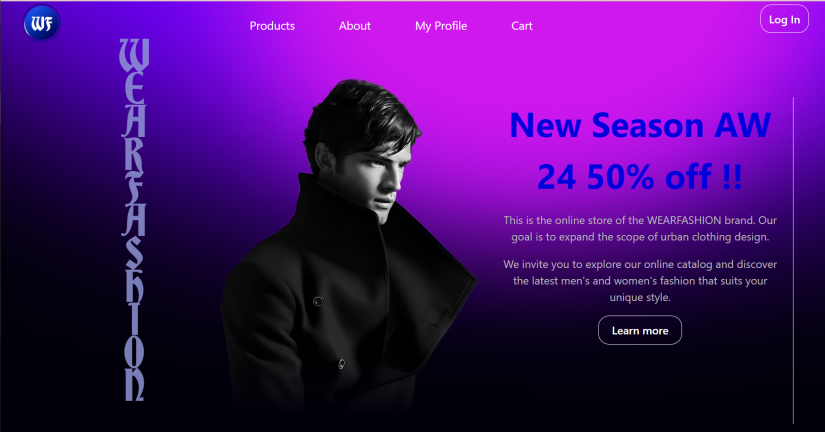 WF
Products About My Profile Cart
Log In
WEARFASHION
New Season AW
24 50% off !!
This is the online store of the WEARFASHION brand. Our
goal is to expand the scope of urban clothing design.
We invite you to explore our online catalog and discover
the latest men's and women's fashion that suits your
unique style.
Learn more